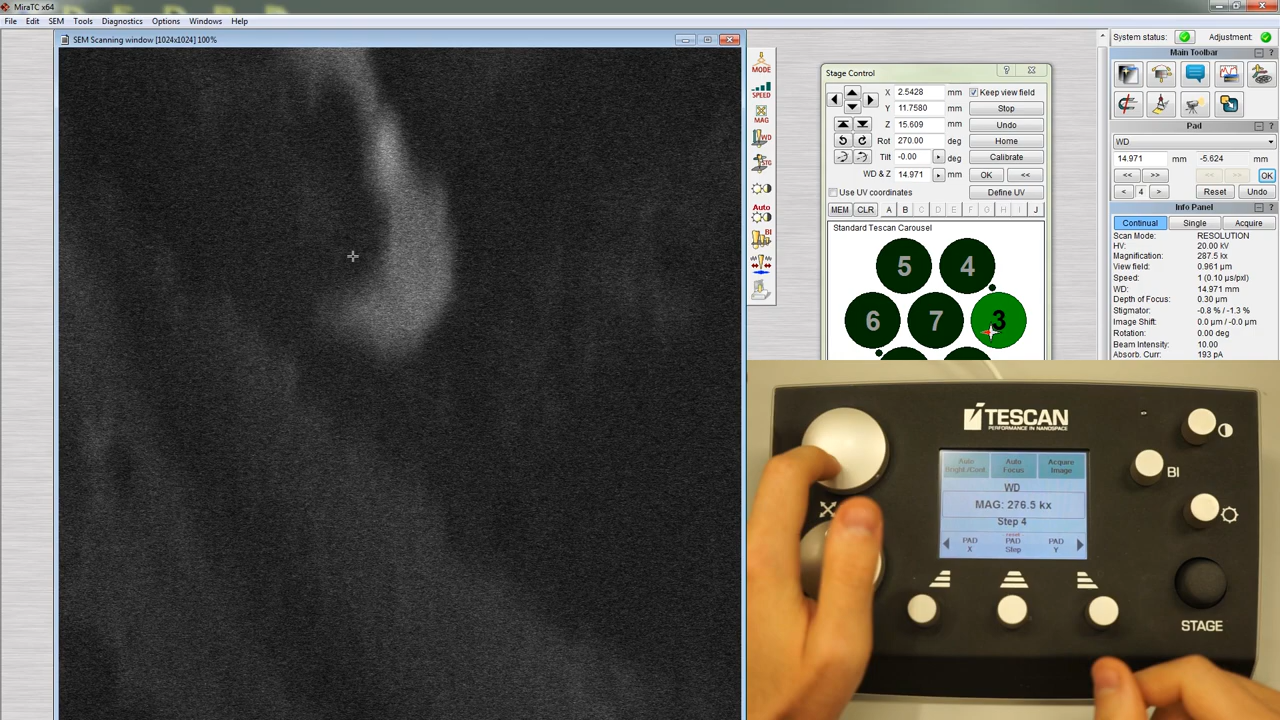 MiraTC x64
File Edit SEM Tools Diagnostics Options Windows Help
SEM Scanning window [1024x1024] 100%
MODE
SPEED
MAG
WD
STG
Auto
BI
Stage Control
X 2.5428 mm Keep view field
Y 11.7580 mm Stop
Z 15.609 mm Undo
Rot 270.00 deg Home
Tilt -0.00 deg Calibrate
WD & Z 14.971 mm OK <<
Use UV coordinates Define UV
MEM CLR A B C D E F G H I J
Standard Tescan Carousel
5 4
6 7 3
System status: Adjustment:
Main Toolbar
Pad
WD
14.971 mm -5.624 mm
<< >> << >> OK
< 4 > Reset Undo
Info Panel
Continual Single Acquire
Scan Mode: RESOLUTION
HV: 20.00 kV
Magnification: 287.5 kx
View field: 0.961 µm
Speed: 1 (0.10 µs/pxl)
WD: 14.971 mm
Depth of Focus: 0.30 µm
Stigmator: -0.8 % / -1.3 %
Image Shift: 0.0 µm / -0.0 µm
Rotation: 0.00 deg
Beam Intensity: 10.00
Absorb. Curr: 193 pA
TESCAN
PERFORMANCE IN NANOSPACE
Auto Bright/Cont Auto Focus Acquire Image
WD
MAG: 276.5 kx
Step 4
PAD X PAD Step PAD Y
BI
STAGE